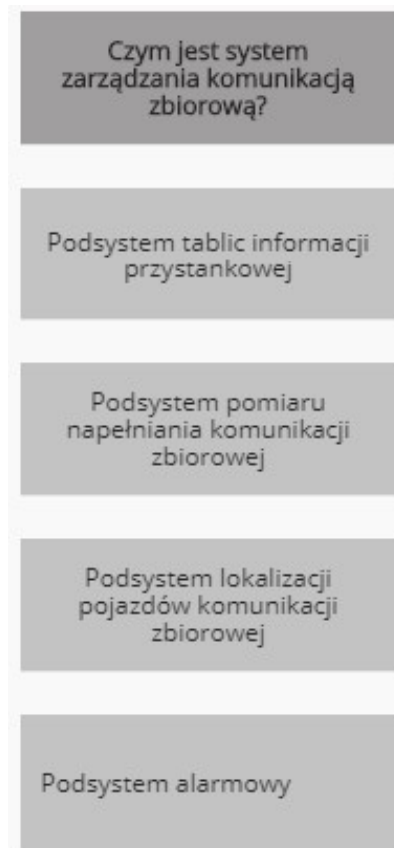 Czym jest system
zarządzania komunikacją
zbiorową?
Podsystem tablic informacji
przystankowej
Podsystem pomiaru
napełniania komunikacji
zbiorowej
Podsystem lokalizacji
pojazdów komunikacji
zbiorowej
Podsystem alarmowy